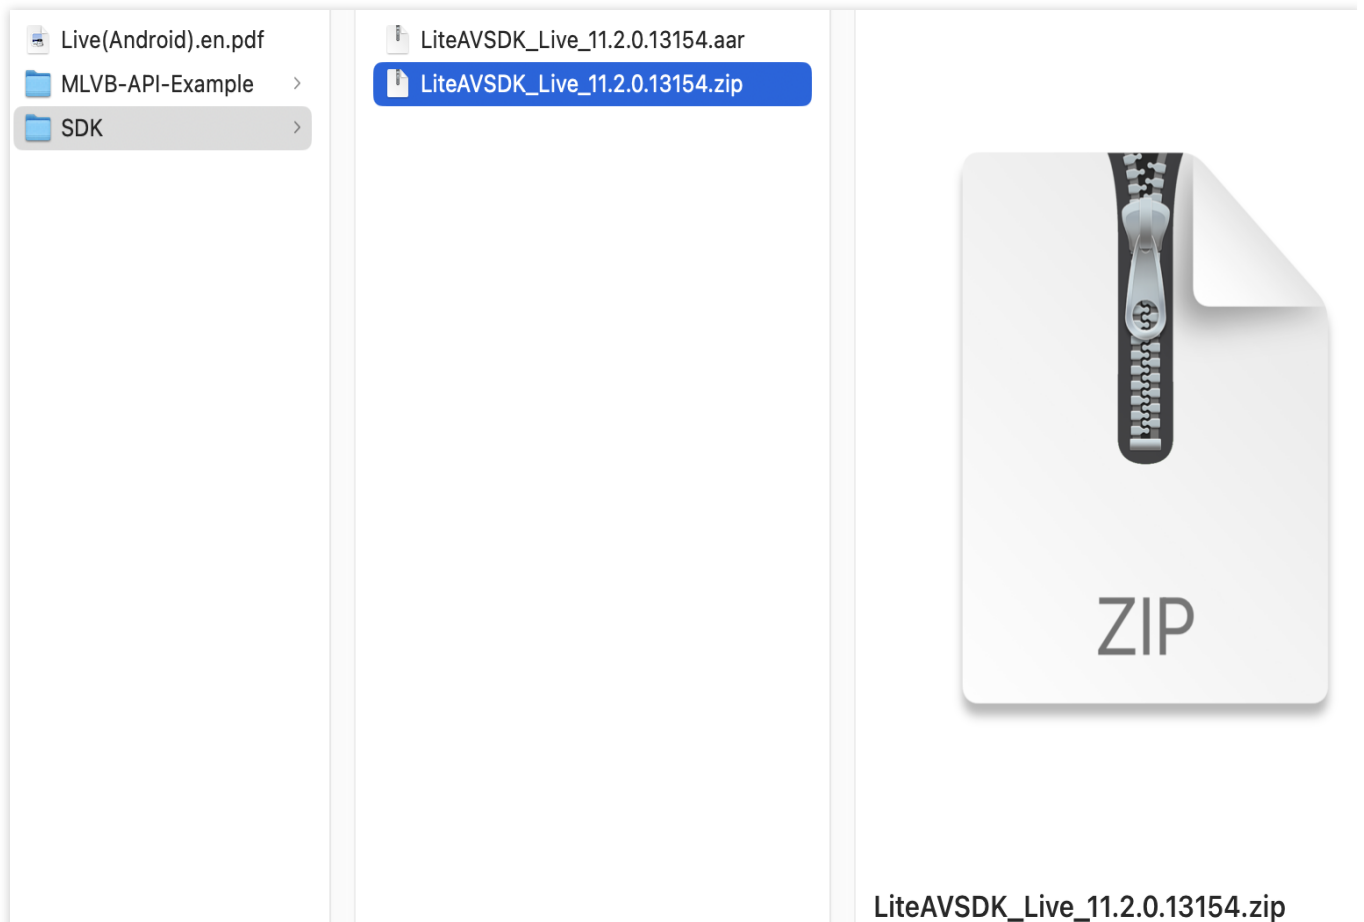 Live(Android).en.pdf
MLVB-API-Example
SDK
LiteAVSDK_Live_11.2.0.13154.aar
LiteAVSDK_Live_11.2.0.13154.zip
ZIP
LiteAVSDK_Live_11.2.0.13154.zip